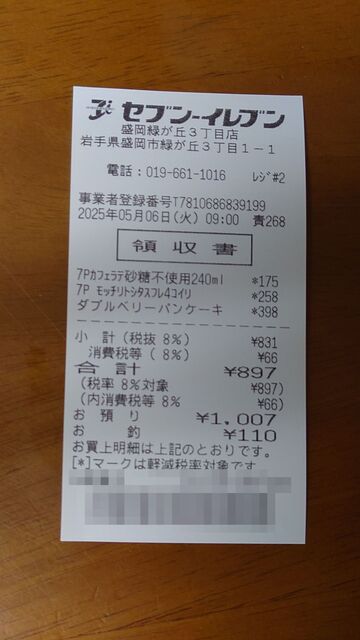 セブン-イレブン
盛岡緑が丘3丁目店
岩手県盛岡市緑が丘3丁目1-1
電話:019-661-1016 レジ#2
事業者登録番号T7810686839199
2025年05月06日(火) 09:00 責268
領収書
7Pカフェラテ砂糖不使用240ml *175
7P モッチリトシタスフレ4コイリ *258
ダブルベリーパンケーキ *398
小計(税抜 8%) ¥831
消費税等( 8%) ¥66
合計 ¥897
(税率 8%対象 ¥897)
(内消費税等 8% ¥66)
お預り ¥1,007
お釣 ¥110
お買上明細は上記のとおりです。
[*]マークは軽減税率対象です